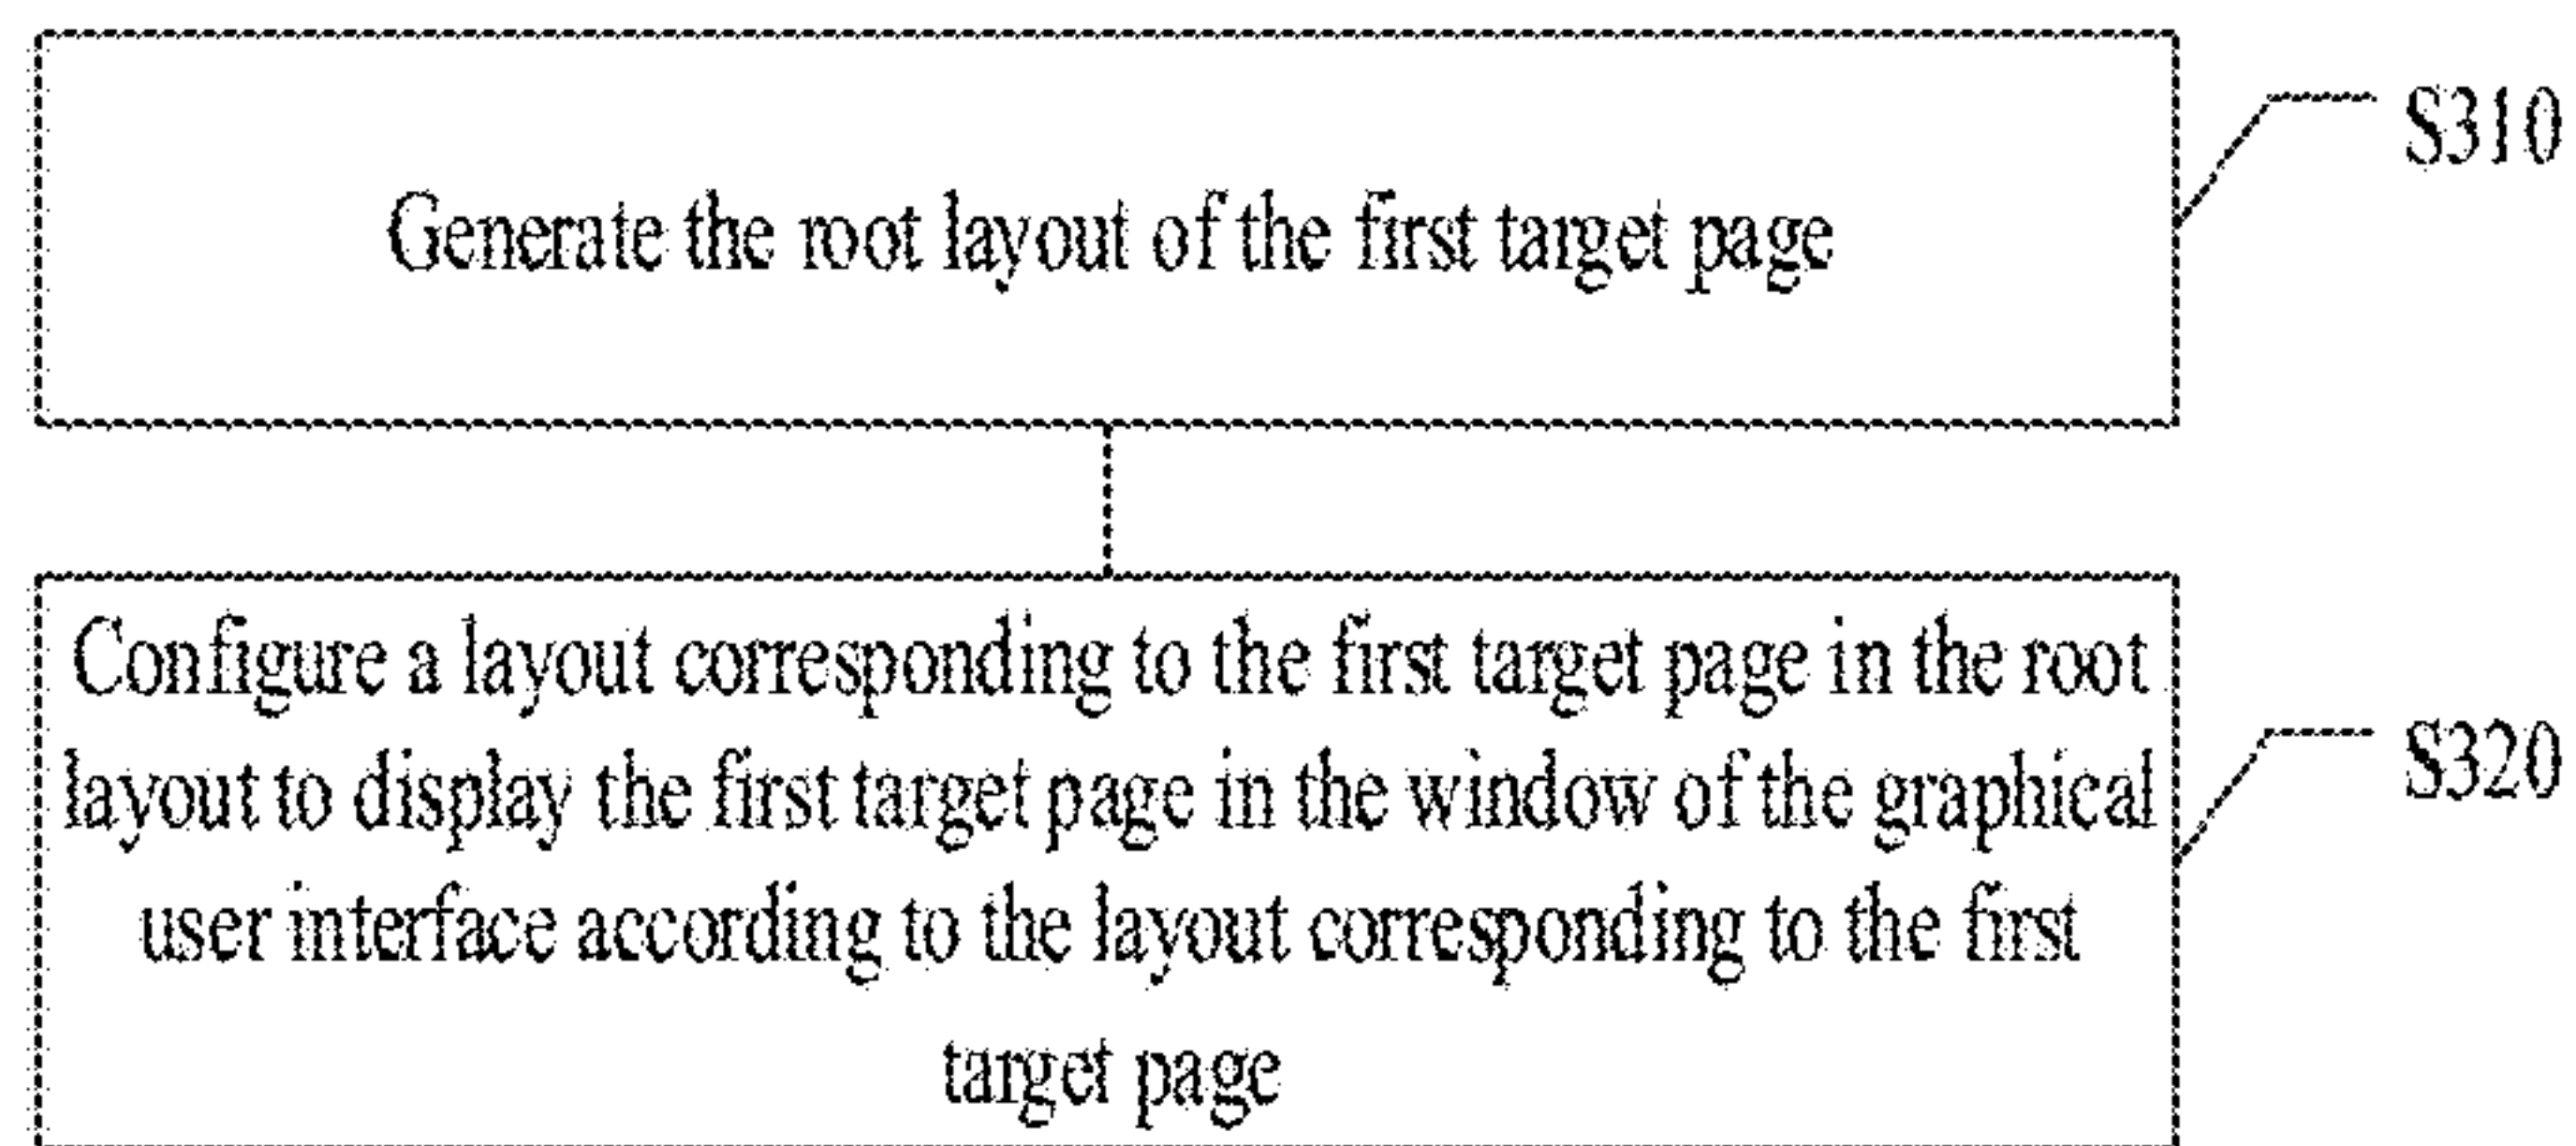 S310
Generate the root layout of the first target page
Configure a layout corresponding to the first target page in the root
layout to display the first target page in the window of the graphical
S320
user interface according to the layout corresponding to the first
target page